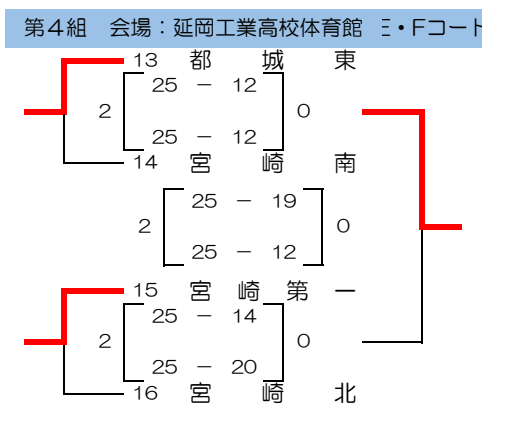 第4組　会場：延岡工業高校体育館　E・Fコート
13　都　城　東
25 － 12
2　0
25 － 12
14　宮　崎　南
25 － 19
2　0
25 － 12
15　宮　崎　第　一
25 － 14
2　0
25 － 20
16　宮　崎　北